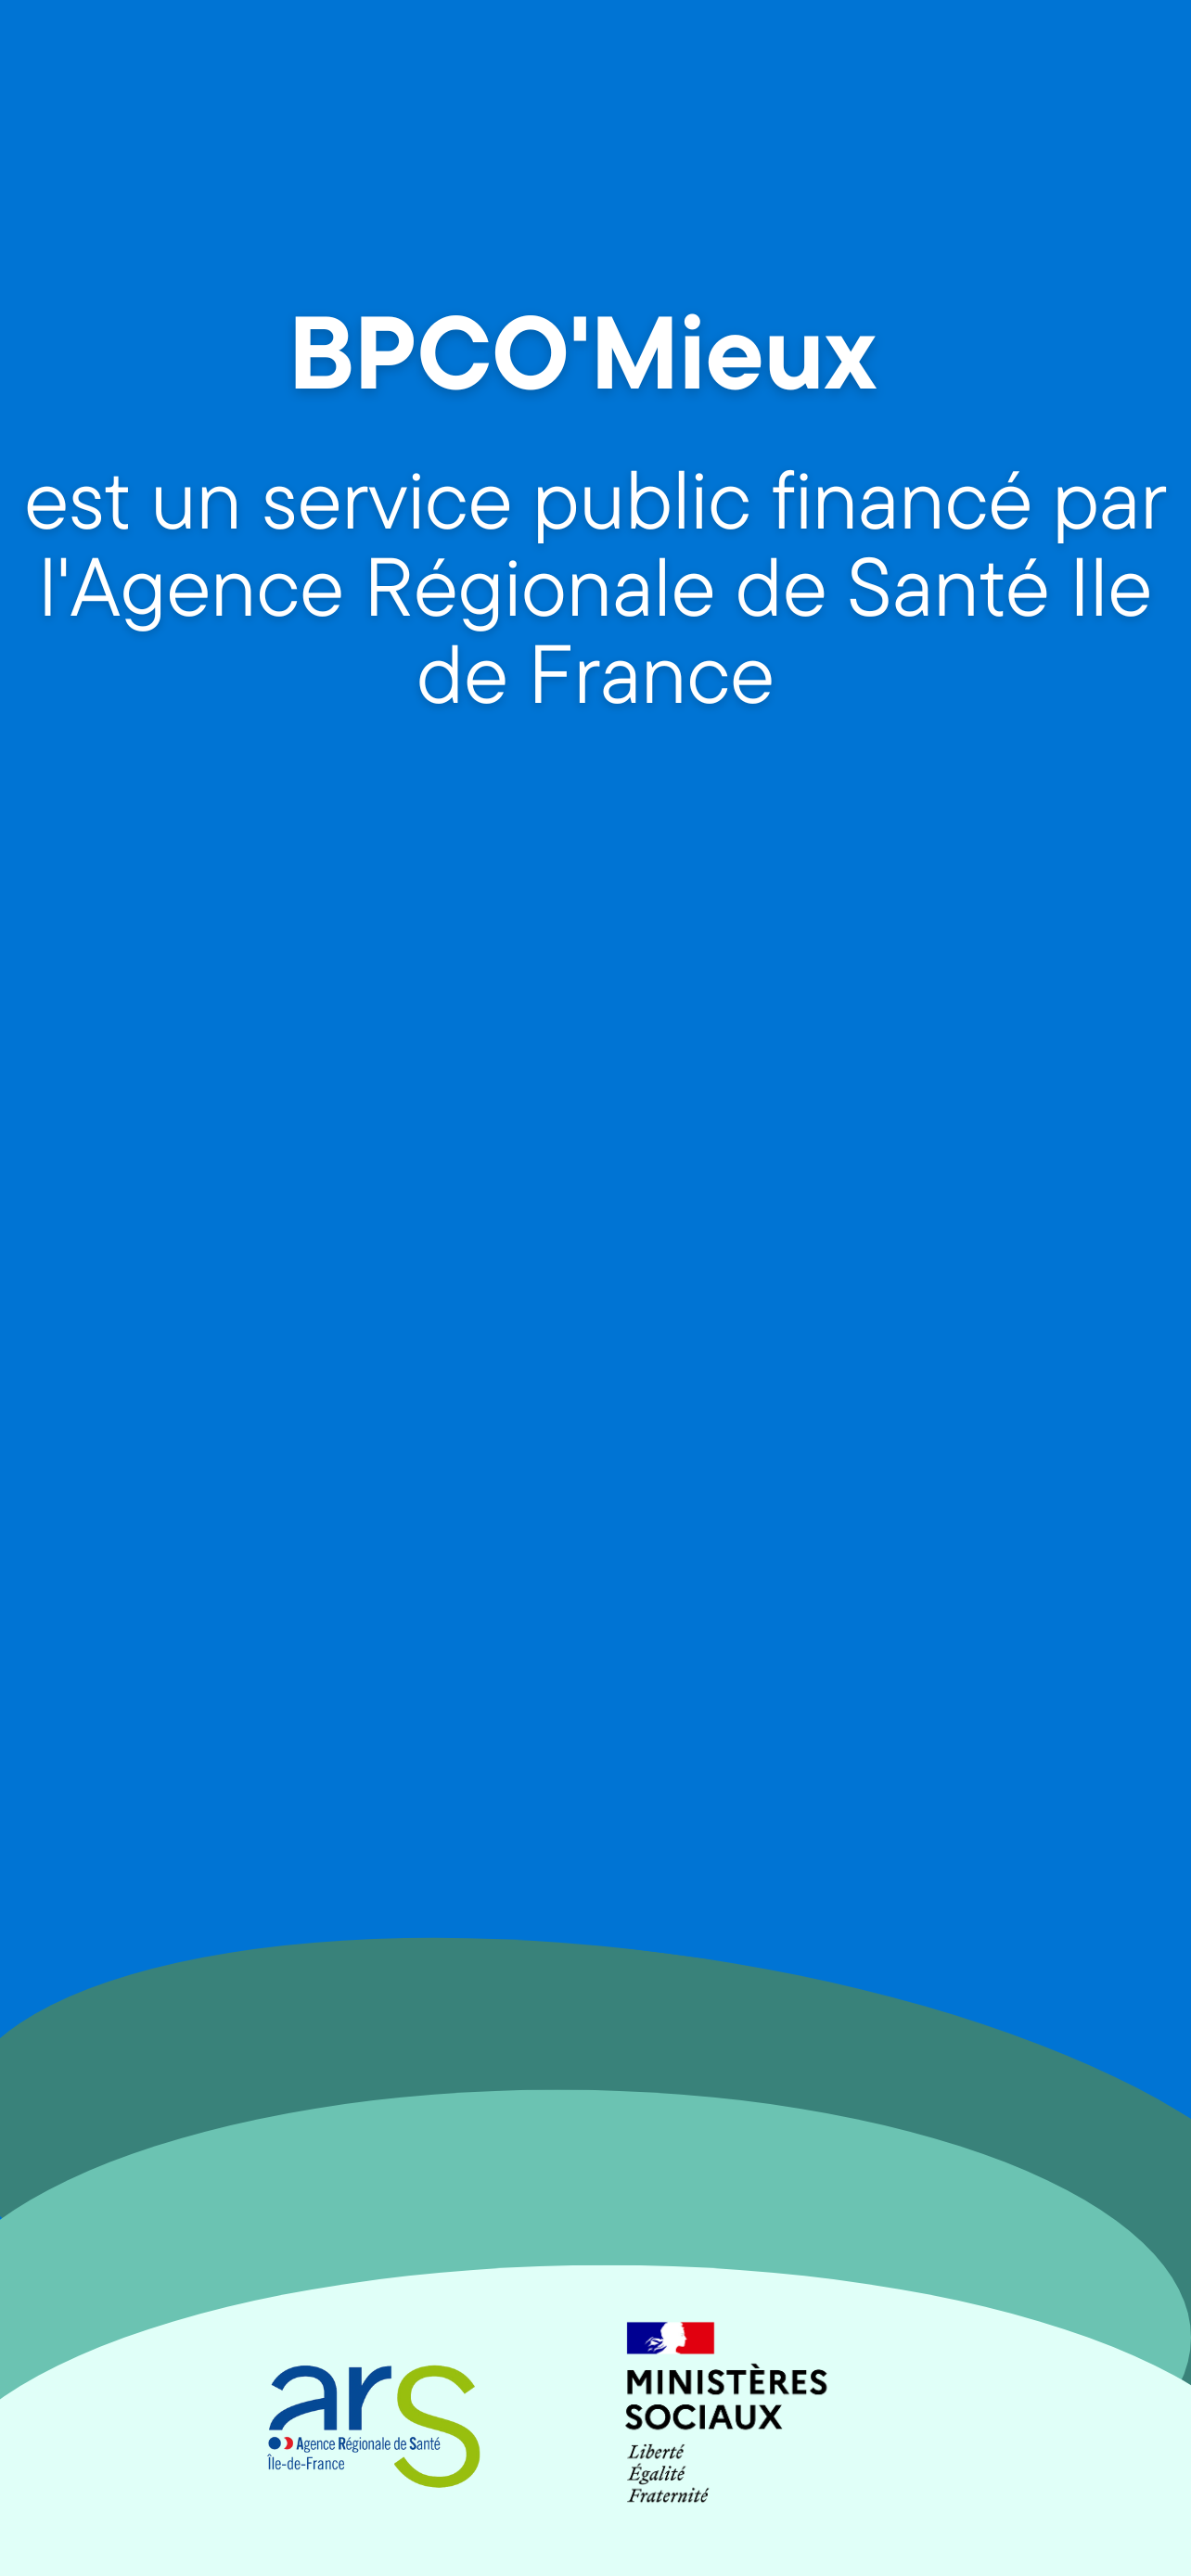 BPCO'Mieux
est un service public financé par
l'Agence Régionale de Santé Ile
de France
ars
Agence Régionale de Santé
Île-de-France
MINISTÈRES
SOCIAUX
Liberté
Égalité
Fraternité